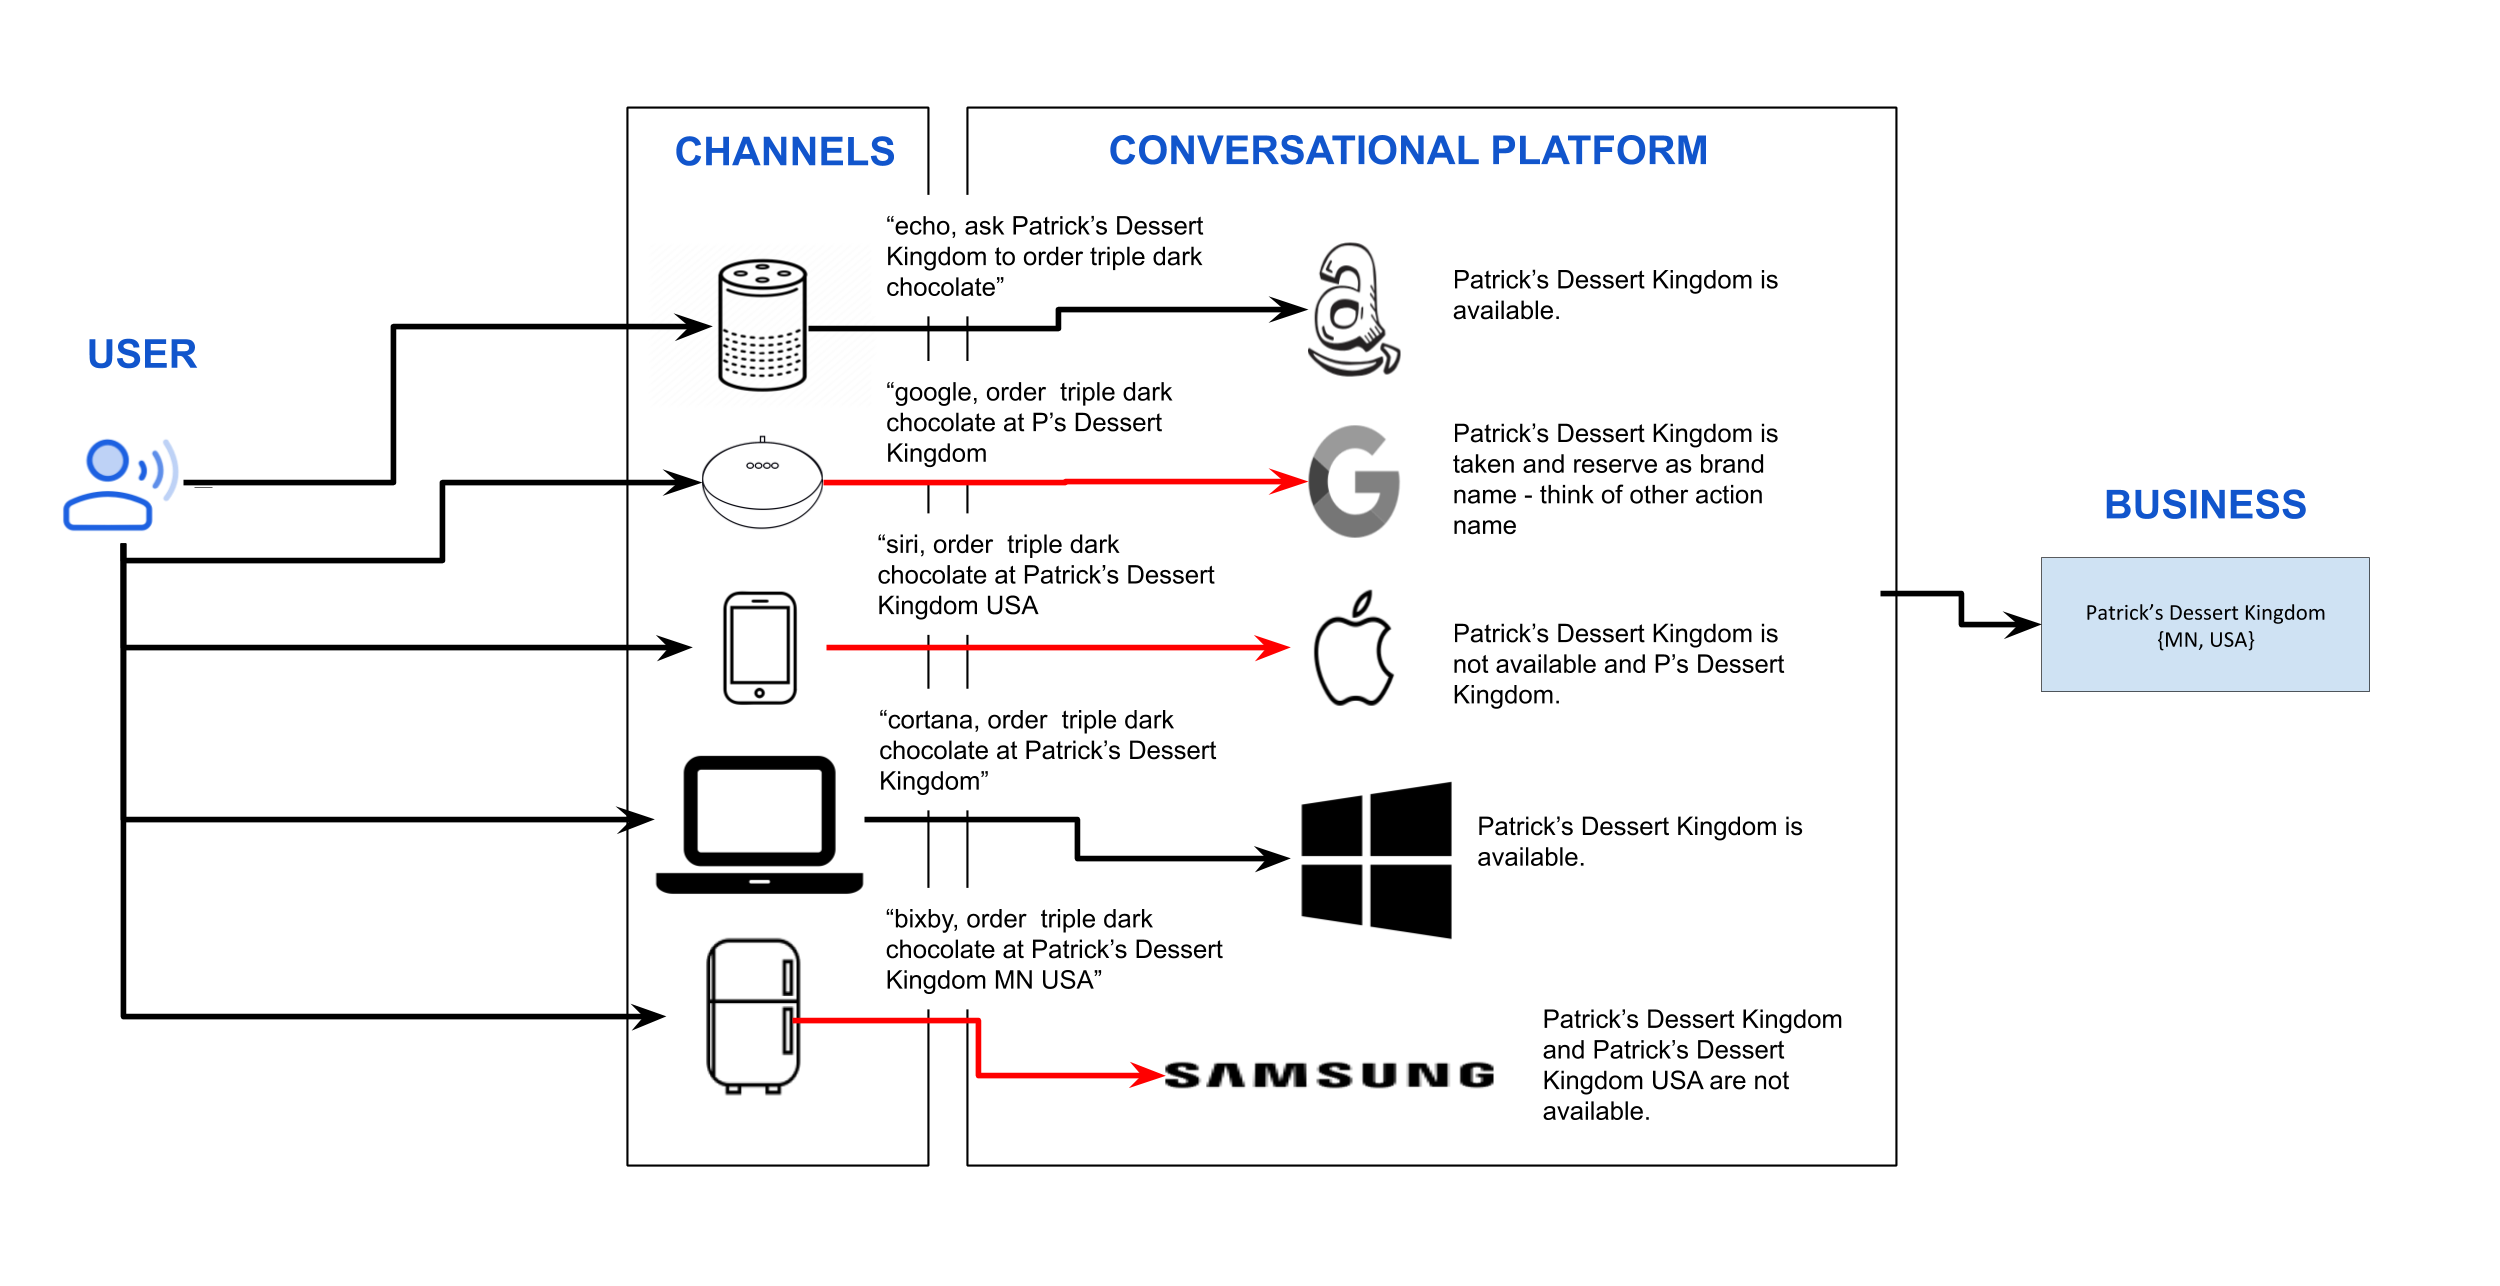 CHANNELS
CONVERSATIONAL PLATFORM
USER
“echo, ask Patrick’s Dessert
Kingdom to order triple dark
chocolate”
Patrick’s Dessert Kingdom is
available.
“google, order  triple dark
chocolate at P’s Dessert
Kingdom
Patrick’s Dessert Kingdom is
taken and reserve as brand
name - think of other action
name
“siri, order  triple dark
chocolate at Patrick’s Dessert
Kingdom USA
Patrick’s Dessert Kingdom is
not available and P’s Dessert
Kingdom.
“cortana, order  triple dark
chocolate at Patrick’s Dessert
Kingdom”
Patrick’s Dessert Kingdom is
available.
“bixby, order  triple dark
chocolate at Patrick’s Dessert
Kingdom MN USA”
SAMSUNG
Patrick’s Dessert Kingdom
and Patrick’s Dessert
Kingdom USA are not
available.
BUSINESS
Patrick’s Dessert Kingdom
{MN, USA}